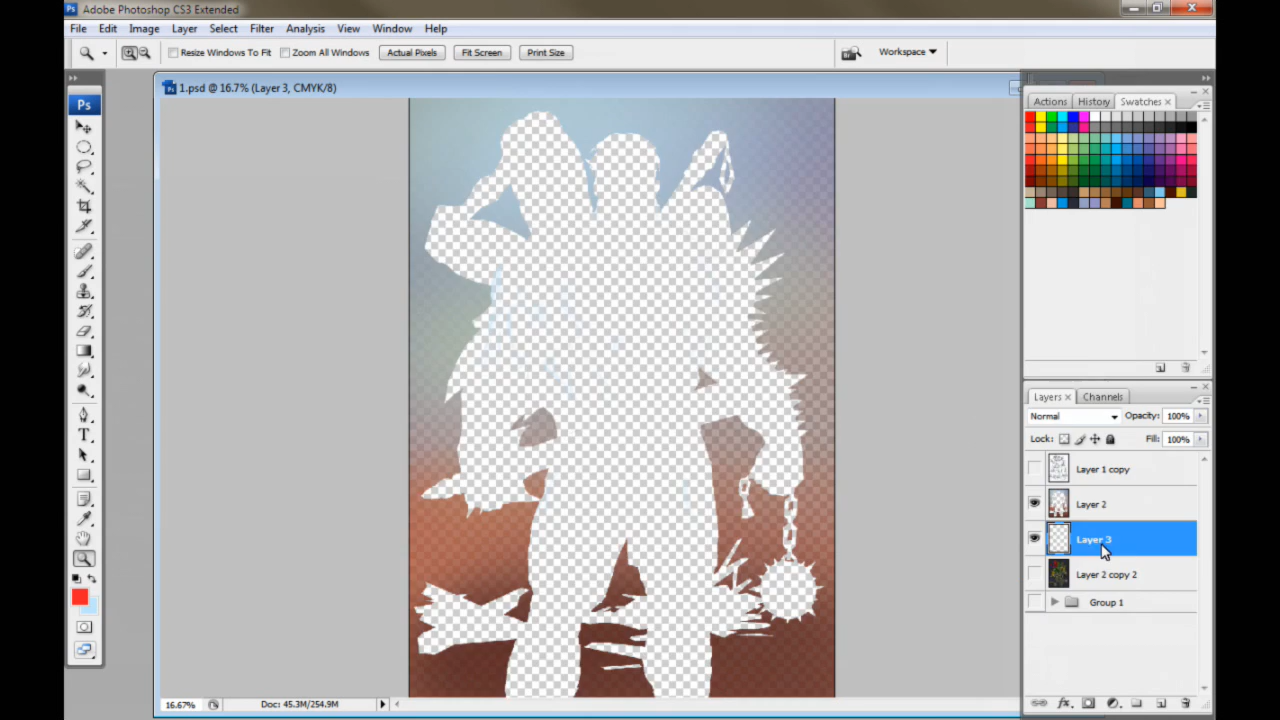 Ps Adobe Photoshop CS3 Extended
File Edit Image Layer Select Filter Analysis View Window Help
Resize Windows To Fit Zoom All Windows Actual Pixels Fit Screen Print Size Workspace
1.psd @ 16.7% (Layer 3, CMYK/8)
Ps
Actions History Swatches
T
Layers Channels
Normal Opacity: 100%
Lock: Fill: 100%
Layer 1 copy
Layer 2
Layer 3
Layer 2 copy 2
Group 1
16.67% Doc: 45.3M/254.9M
fx